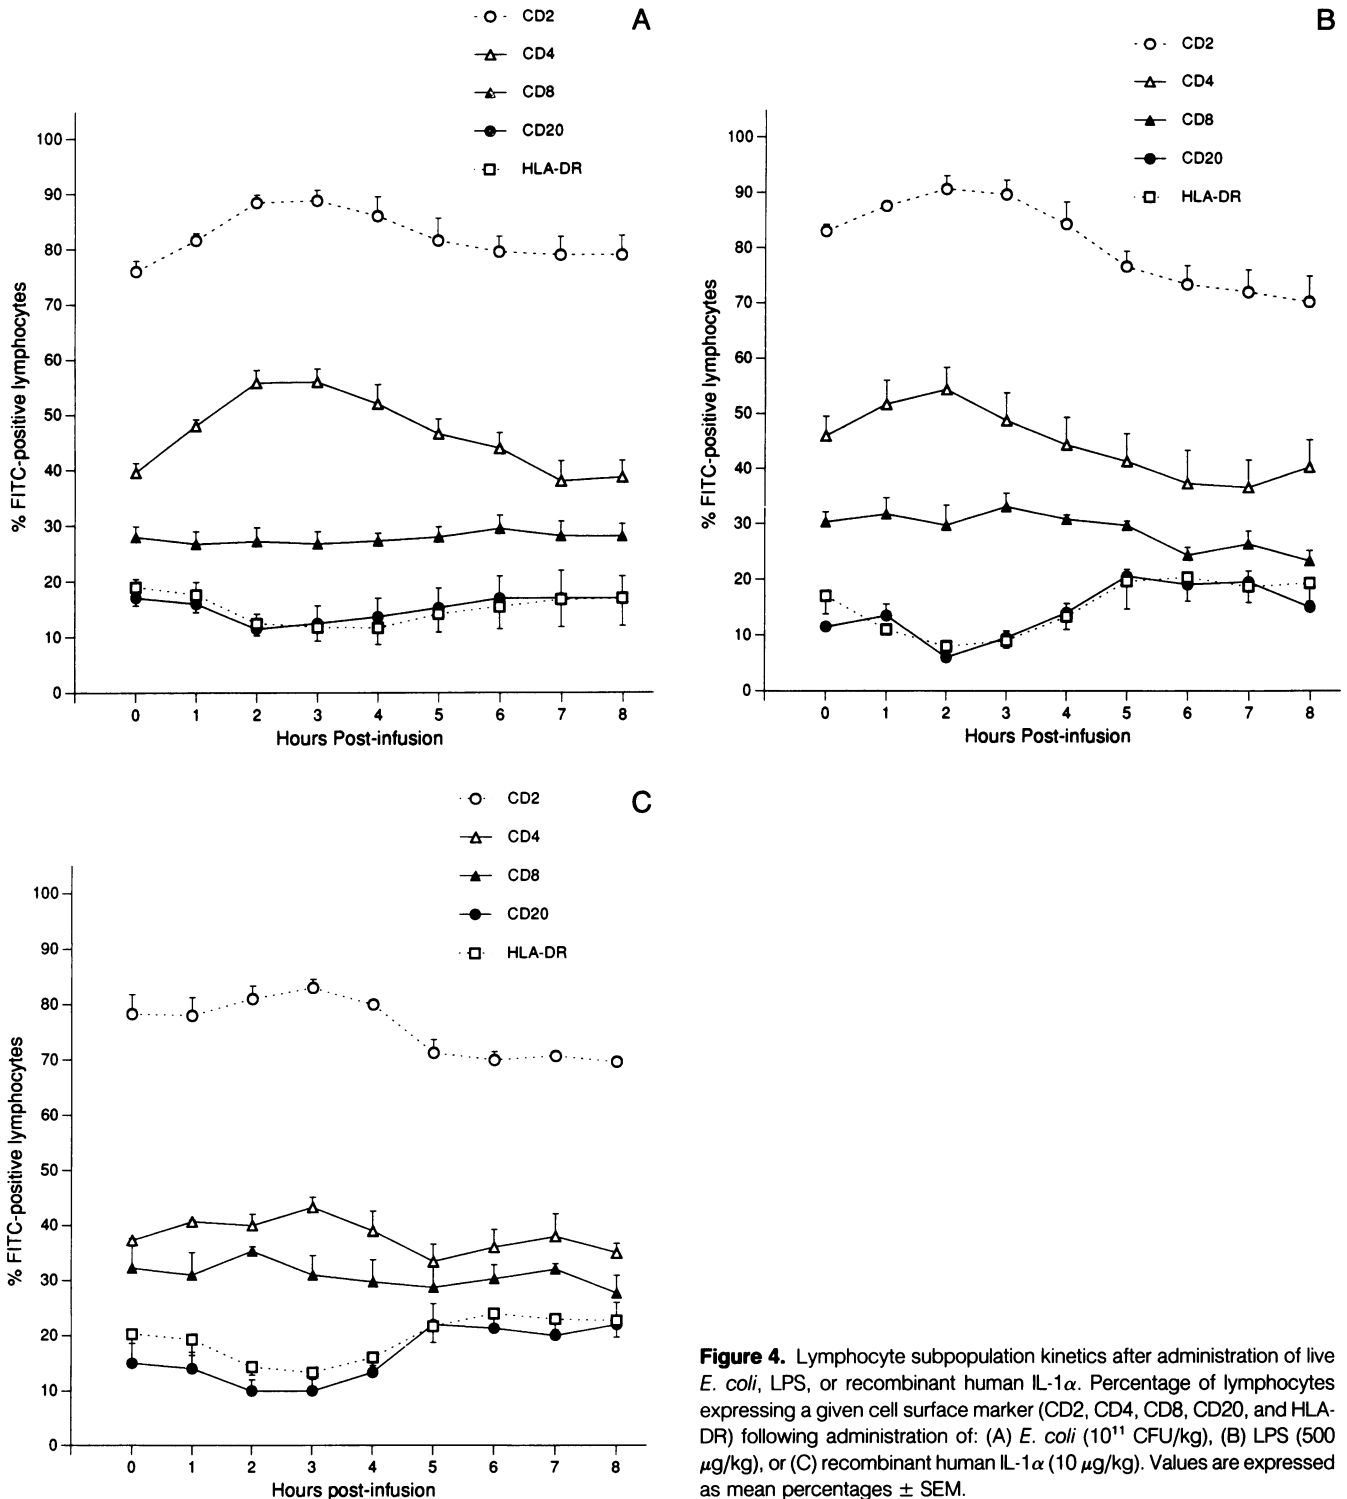 A
CD2
CD4
CD8
CD20
HLA-DR
100
90
80
70
60
50
40
30
20
10
0
% FITC-positive lymphocytes
0 1 2 3 4 5 6 7 8
Hours Post-infusion
B
CD2
CD4
CD8
CD20
HLA-DR
100
90
80
70
60
50
40
30
20
10
0
% FITC-positive lymphocytes
0 1 2 3 4 5 6 7 8
Hours Post-infusion
C
CD2
CD4
CD8
CD20
HLA-DR
100
90
80
70
60
50
40
30
20
10
0
% FITC-positive lymphocytes
0 1 2 3 4 5 6 7 8
Hours post-infusion
Figure 4. Lymphocyte subpopulation kinetics after administration of live
E. coli, LPS, or recombinant human IL-1α. Percentage of lymphocytes
expressing a given cell surface marker (CD2, CD4, CD8, CD20, and HLA-
DR) following administration of: (A) E. coli (10¹¹ CFU/kg), (B) LPS (500
μg/kg), or (C) recombinant human IL-1α (10 μg/kg). Values are expressed
as mean percentages ± SEM.